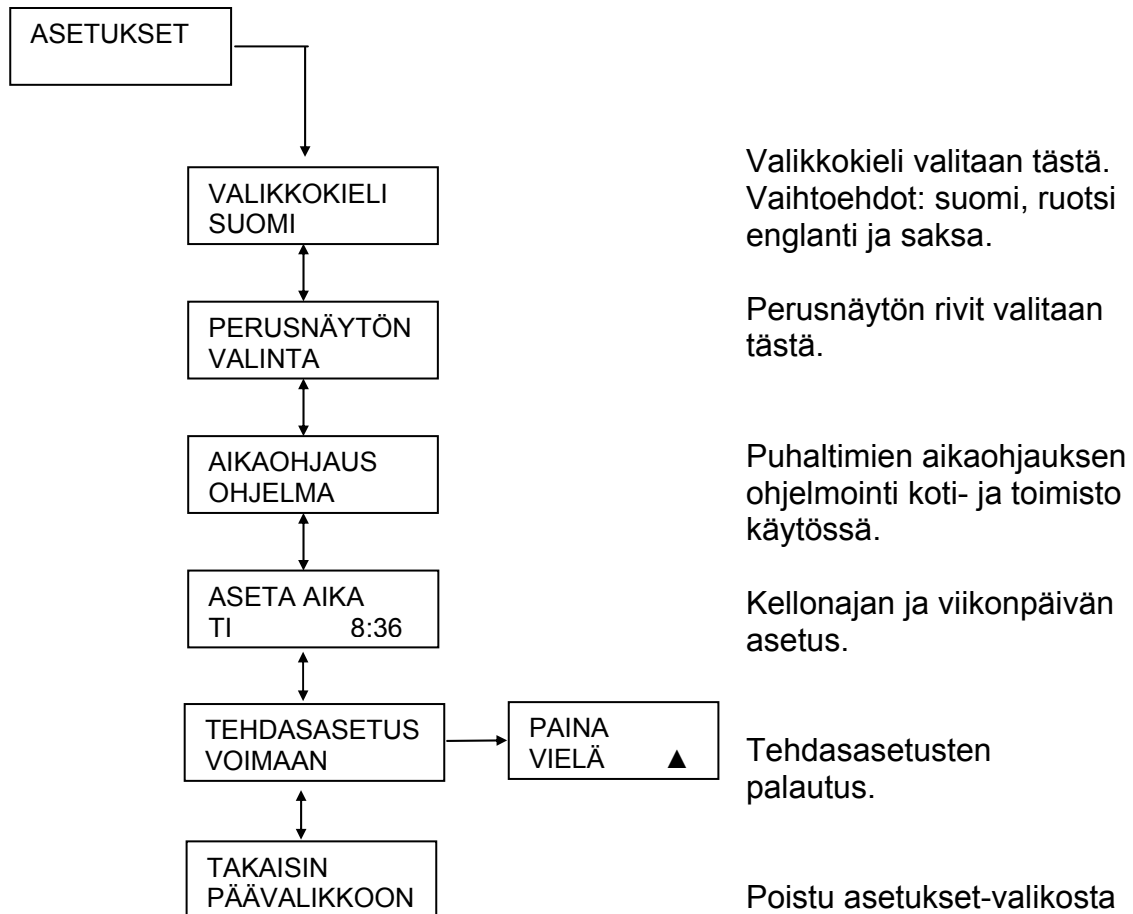 ASETUKSET
VALIKKOKIELI
SUOMI
Valikkokieli valitaan tästä.
Vaihtoehdot: suomi, ruotsi
englanti ja saksa.
PERUSNÄYTÖN
VALINTA
Perusnäytön rivit valitaan
tästä.
AIKAOHJAUS
OHJELMA
Puhaltimien aikaohjauksen
ohjelmointi koti- ja toimisto
käytössä.
ASETA AIKA
TI 8:36
Kellonajan ja viikonpäivän
asetus.
TEHDASASETUS
VOIMAAN
PAINA
VIELÄ ▲
Tehdasasetusten
palautus.
TAKAISIN
PÄÄVALIKKOON
Poistu asetukset-valikosta